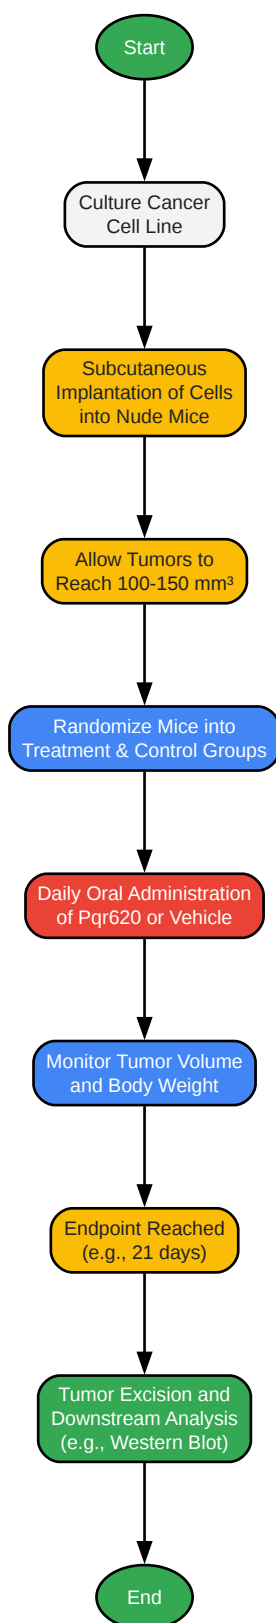 Start
Culture Cancer
Cell Line
Subcutaneous
Implantation of Cells
into Nude Mice
Allow Tumors to
Reach 100-150 mm³
Randomize Mice into
Treatment & Control Groups
Daily Oral Administration
of Pqr620 or Vehicle
Monitor Tumor Volume
and Body Weight
Endpoint Reached
(e.g., 21 days)
Tumor Excision and
Downstream Analysis
(e.g., Western Blot)
End